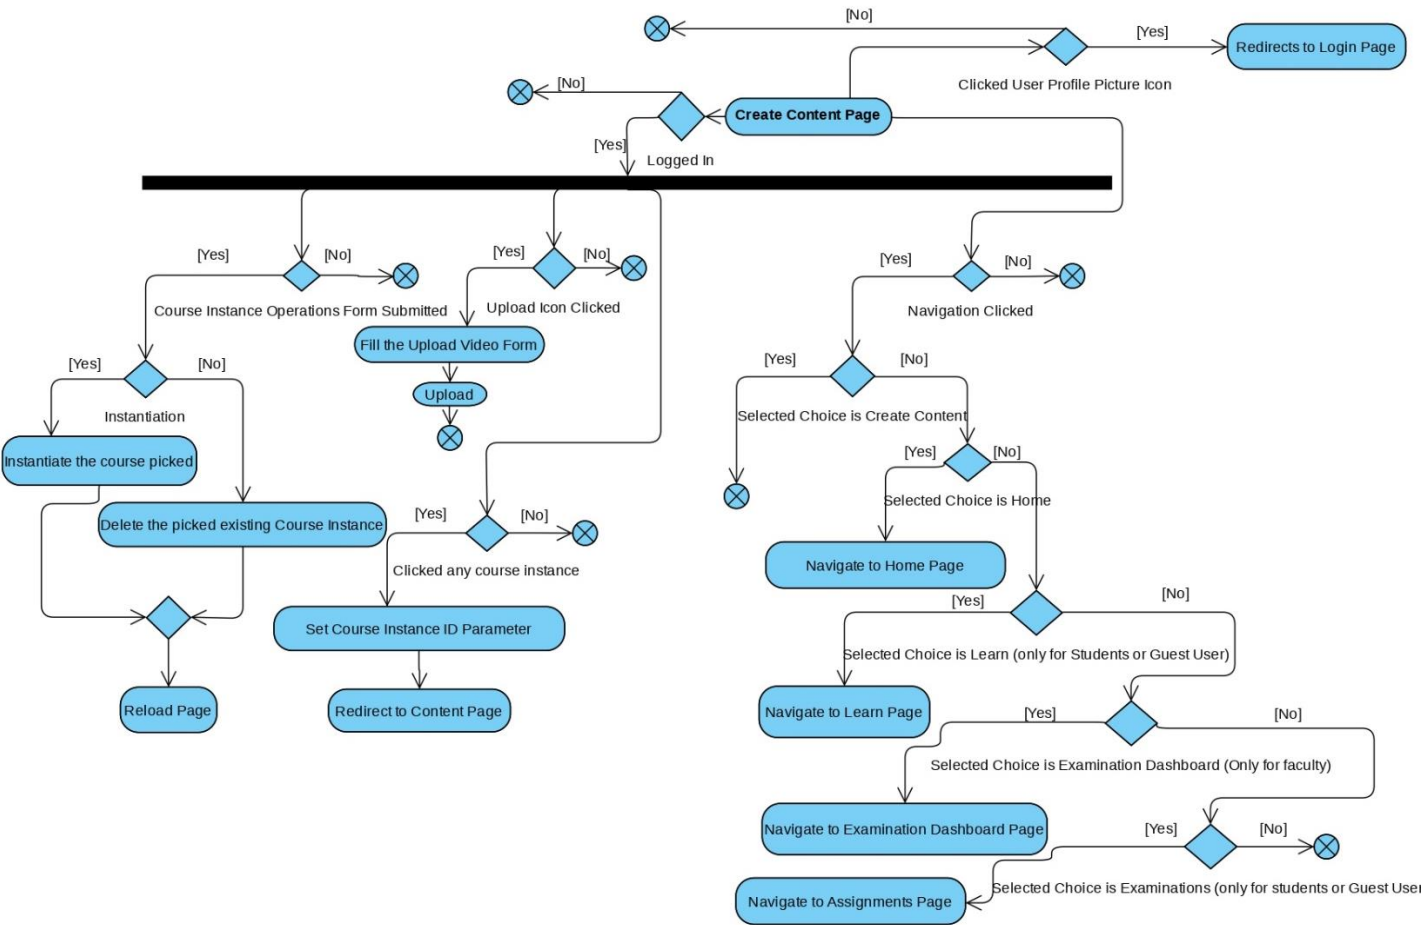 [No]
[Yes]
Redirects to Login Page
Clicked User Profile Picture Icon
[No]
Create Content Page
[Yes]
Logged In
[Yes]
[No]
Course Instance Operations Form Submitted
[Yes]
[No]
Upload Icon Clicked
[Yes]
[No]
Navigation Clicked
Fill the Upload Video Form
Upload
[Yes]
[No]
Instantiation
Instantiate the course picked
Delete the picked existing Course Instance
Reload Page
[Yes]
[No]
Clicked any course instance
Set Course Instance ID Parameter
Redirect to Content Page
[Yes]
[No]
Selected Choice is Create Content
[Yes]
[No]
Selected Choice is Home
Navigate to Home Page
[Yes]
[No]
Selected Choice is Learn (only for Students or Guest User)
Navigate to Learn Page
[Yes]
[No]
Selected Choice is Examination Dashboard (Only for faculty)
Navigate to Examination Dashboard Page
[Yes]
[No]
Selected Choice is Examinations (only for students or Guest User
Navigate to Assignments Page